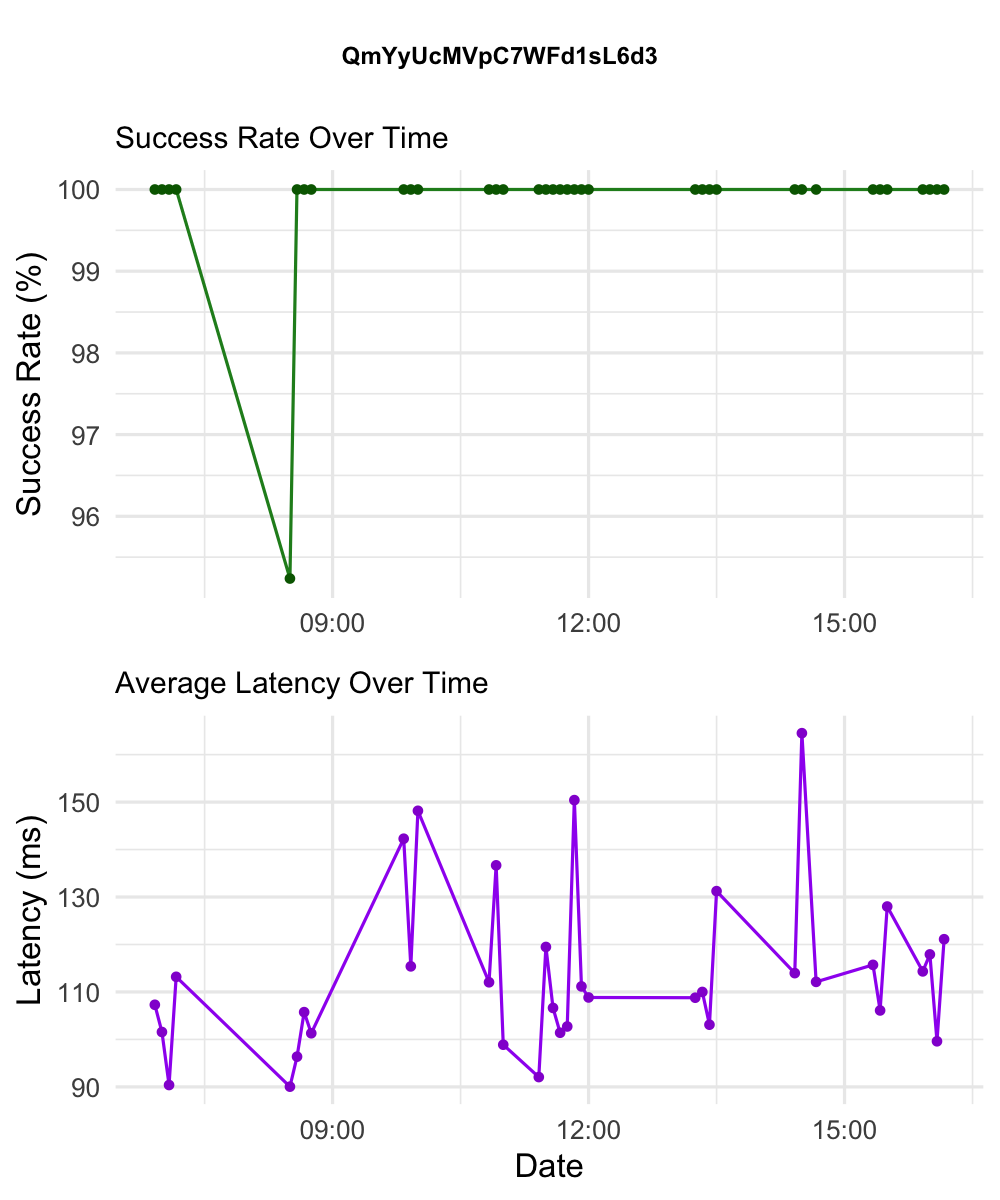 QmYyUcMVpC7WFd1sL6d3
Success Rate Over Time
Success Rate (%)
100
99
98
97
96
09:00 12:00 15:00
Average Latency Over Time
Latency (ms)
150
130
110
90
09:00 12:00 15:00
Date